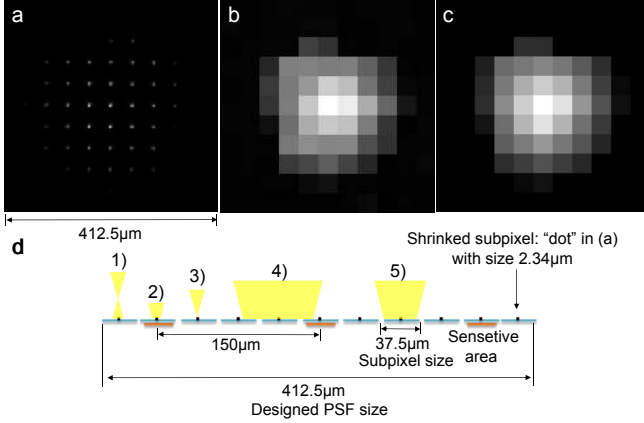 a
b
c
412.5μm
d
Shrinked subpixel: "dot" in (a)
with size 2.34μm
1)
2)
3)
4)
5)
150μm
37.5μm
Subpixel size
Sensetive
area
412.5μm
Designed PSF size